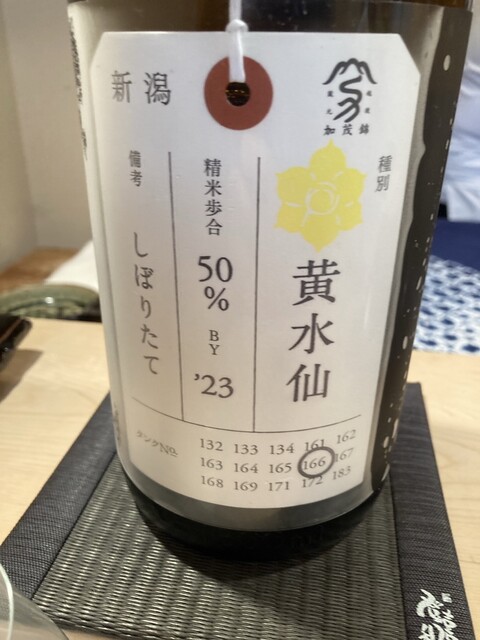 新潟
加茂錦
種別
黄水仙
精米歩合
50%
BY
'23
備考
しぼりたて
タンクNo.
132 133 134 161 162
163 164 165 166 167
168 169 171 172 183